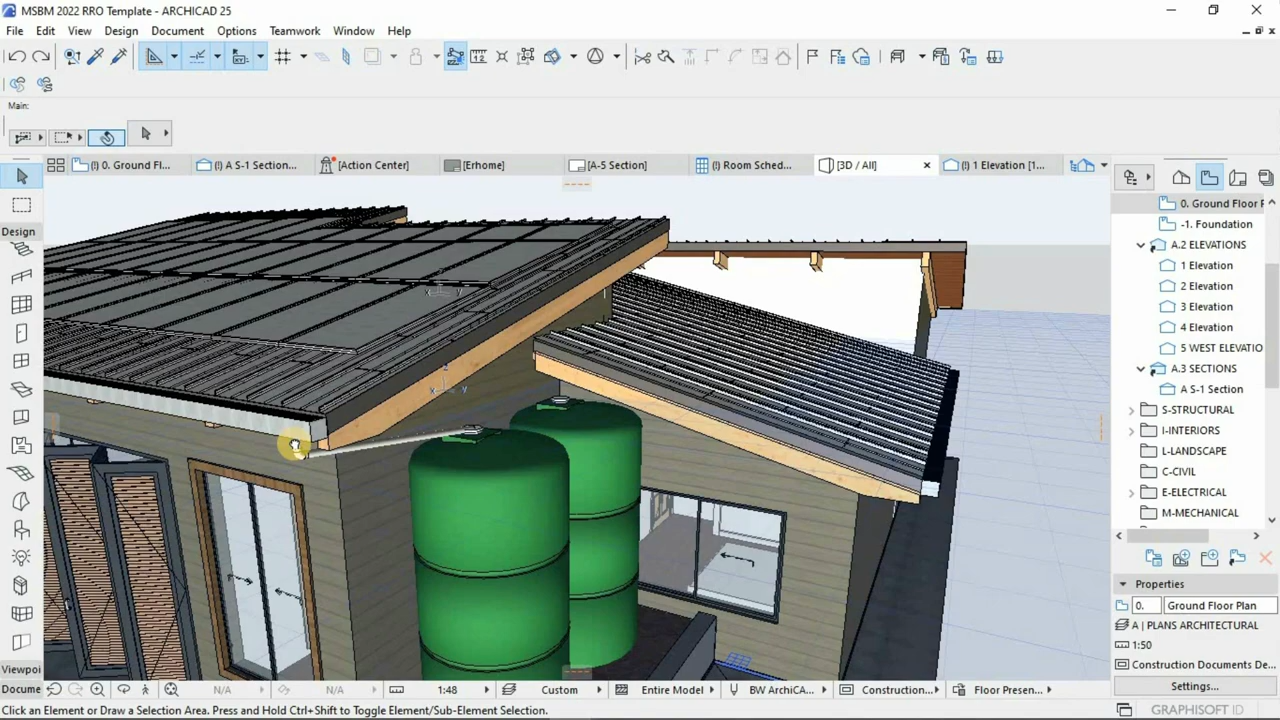 MSBM 2022 RRO Template - ARCHICAD 25
File Edit View Design Document Options Teamwork Window Help
Main:
(!) 0. Ground Fl... (!) A S-1 Section... [Action Center] [Erhome] [A-5 Section] (!) Room Sched... [3D / All] (!) 1 Elevation [1...
0. Ground Floor P
-1. Foundation
A.2 ELEVATIONS
1 Elevation
2 Elevation
3 Elevation
4 Elevation
5 WEST ELEVATIO
A.3 SECTIONS
A S-1 Section
S-STRUCTURAL
I-INTERIORS
L-LANDSCAPE
C-CIVIL
E-ELECTRICAL
M-MECHANICAL
Design
Viewpoi
Docume
Properties
0. Ground Floor Plan
A | PLANS ARCHITECTURAL
1:50
Construction Documents De...
Settings...
N/A N/A 1:48 Custom Entire Model BW ArchiCA... Construction... Floor Presen...
Click an Element or Draw a Selection Area. Press and Hold Ctrl+Shift to Toggle Element/Sub-Element Selection.
GRAPHISOFT ID